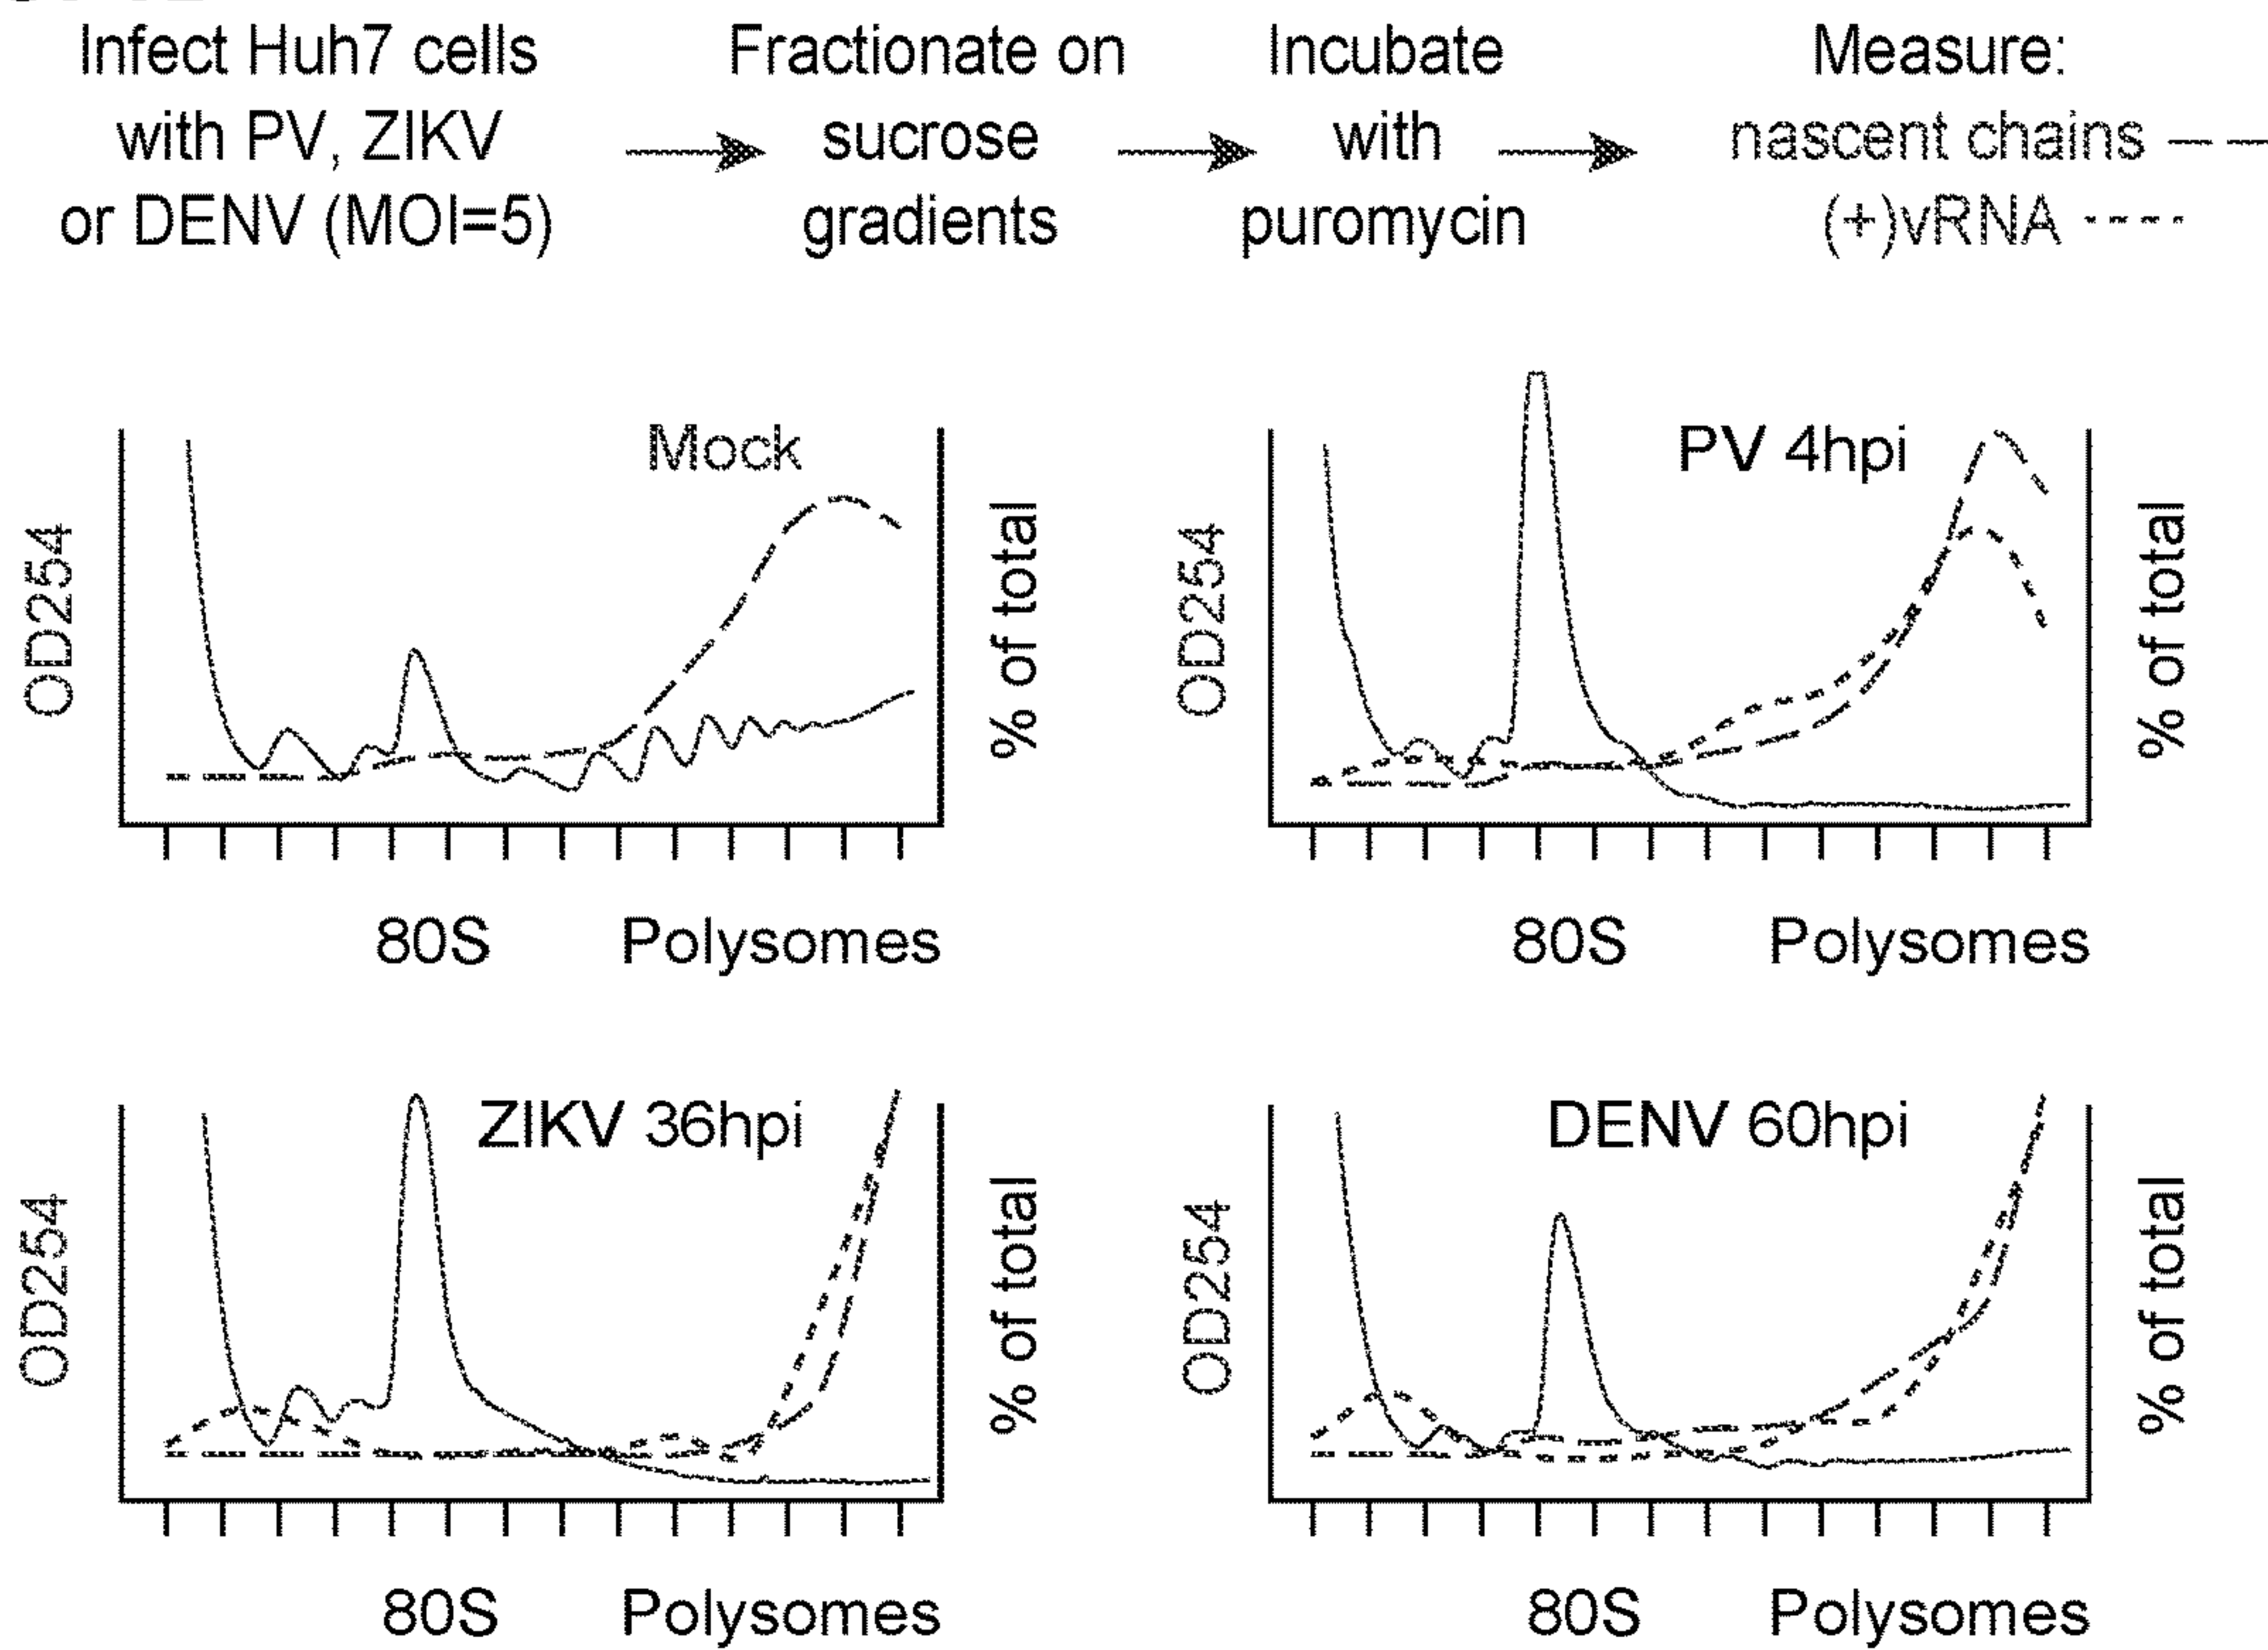 Infect Huh7 cells
with PV, ZIKV
or DENV (MOI=5)
Fractionate on
sucrose
gradients
Incubate
with
puromycin
Measure:
nascent chains
(+)vRNA
OD254
Mock
% of total
80S
Polysomes
OD254
PV 4hpi
% of total
80S
Polysomes
OD254
ZIKV 36hpi
% of total
80S
Polysomes
OD254
DENV 60hpi
% of total
80S
Polysomes